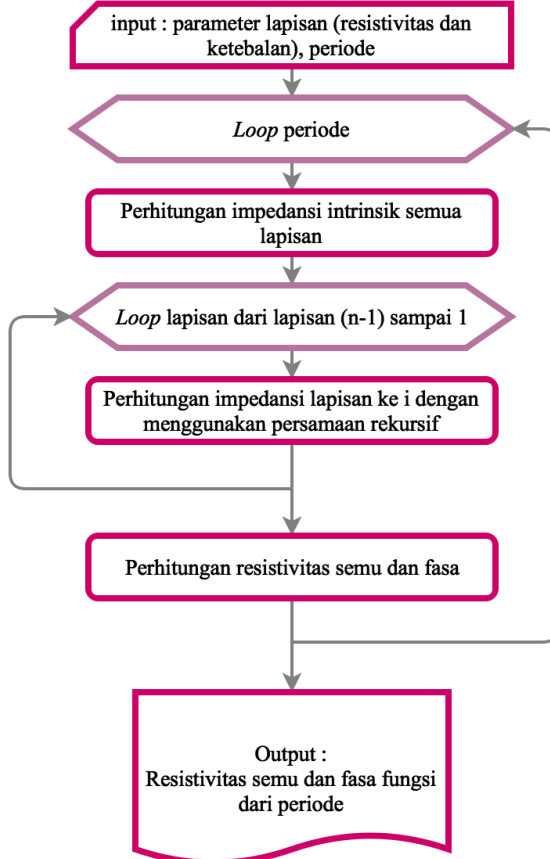 input : parameter lapisan (resistivitas dan
ketebalan), periode
Loop periode
Perhitungan impedansi intrinsik semua
lapisan
Loop lapisan dari lapisan (n-1) sampai 1
Perhitungan impedansi lapisan ke i dengan
menggunakan persamaan rekursif
Perhitungan resistivitas semu dan fasa
Output :
Resistivitas semu dan fasa fungsi
dari periode